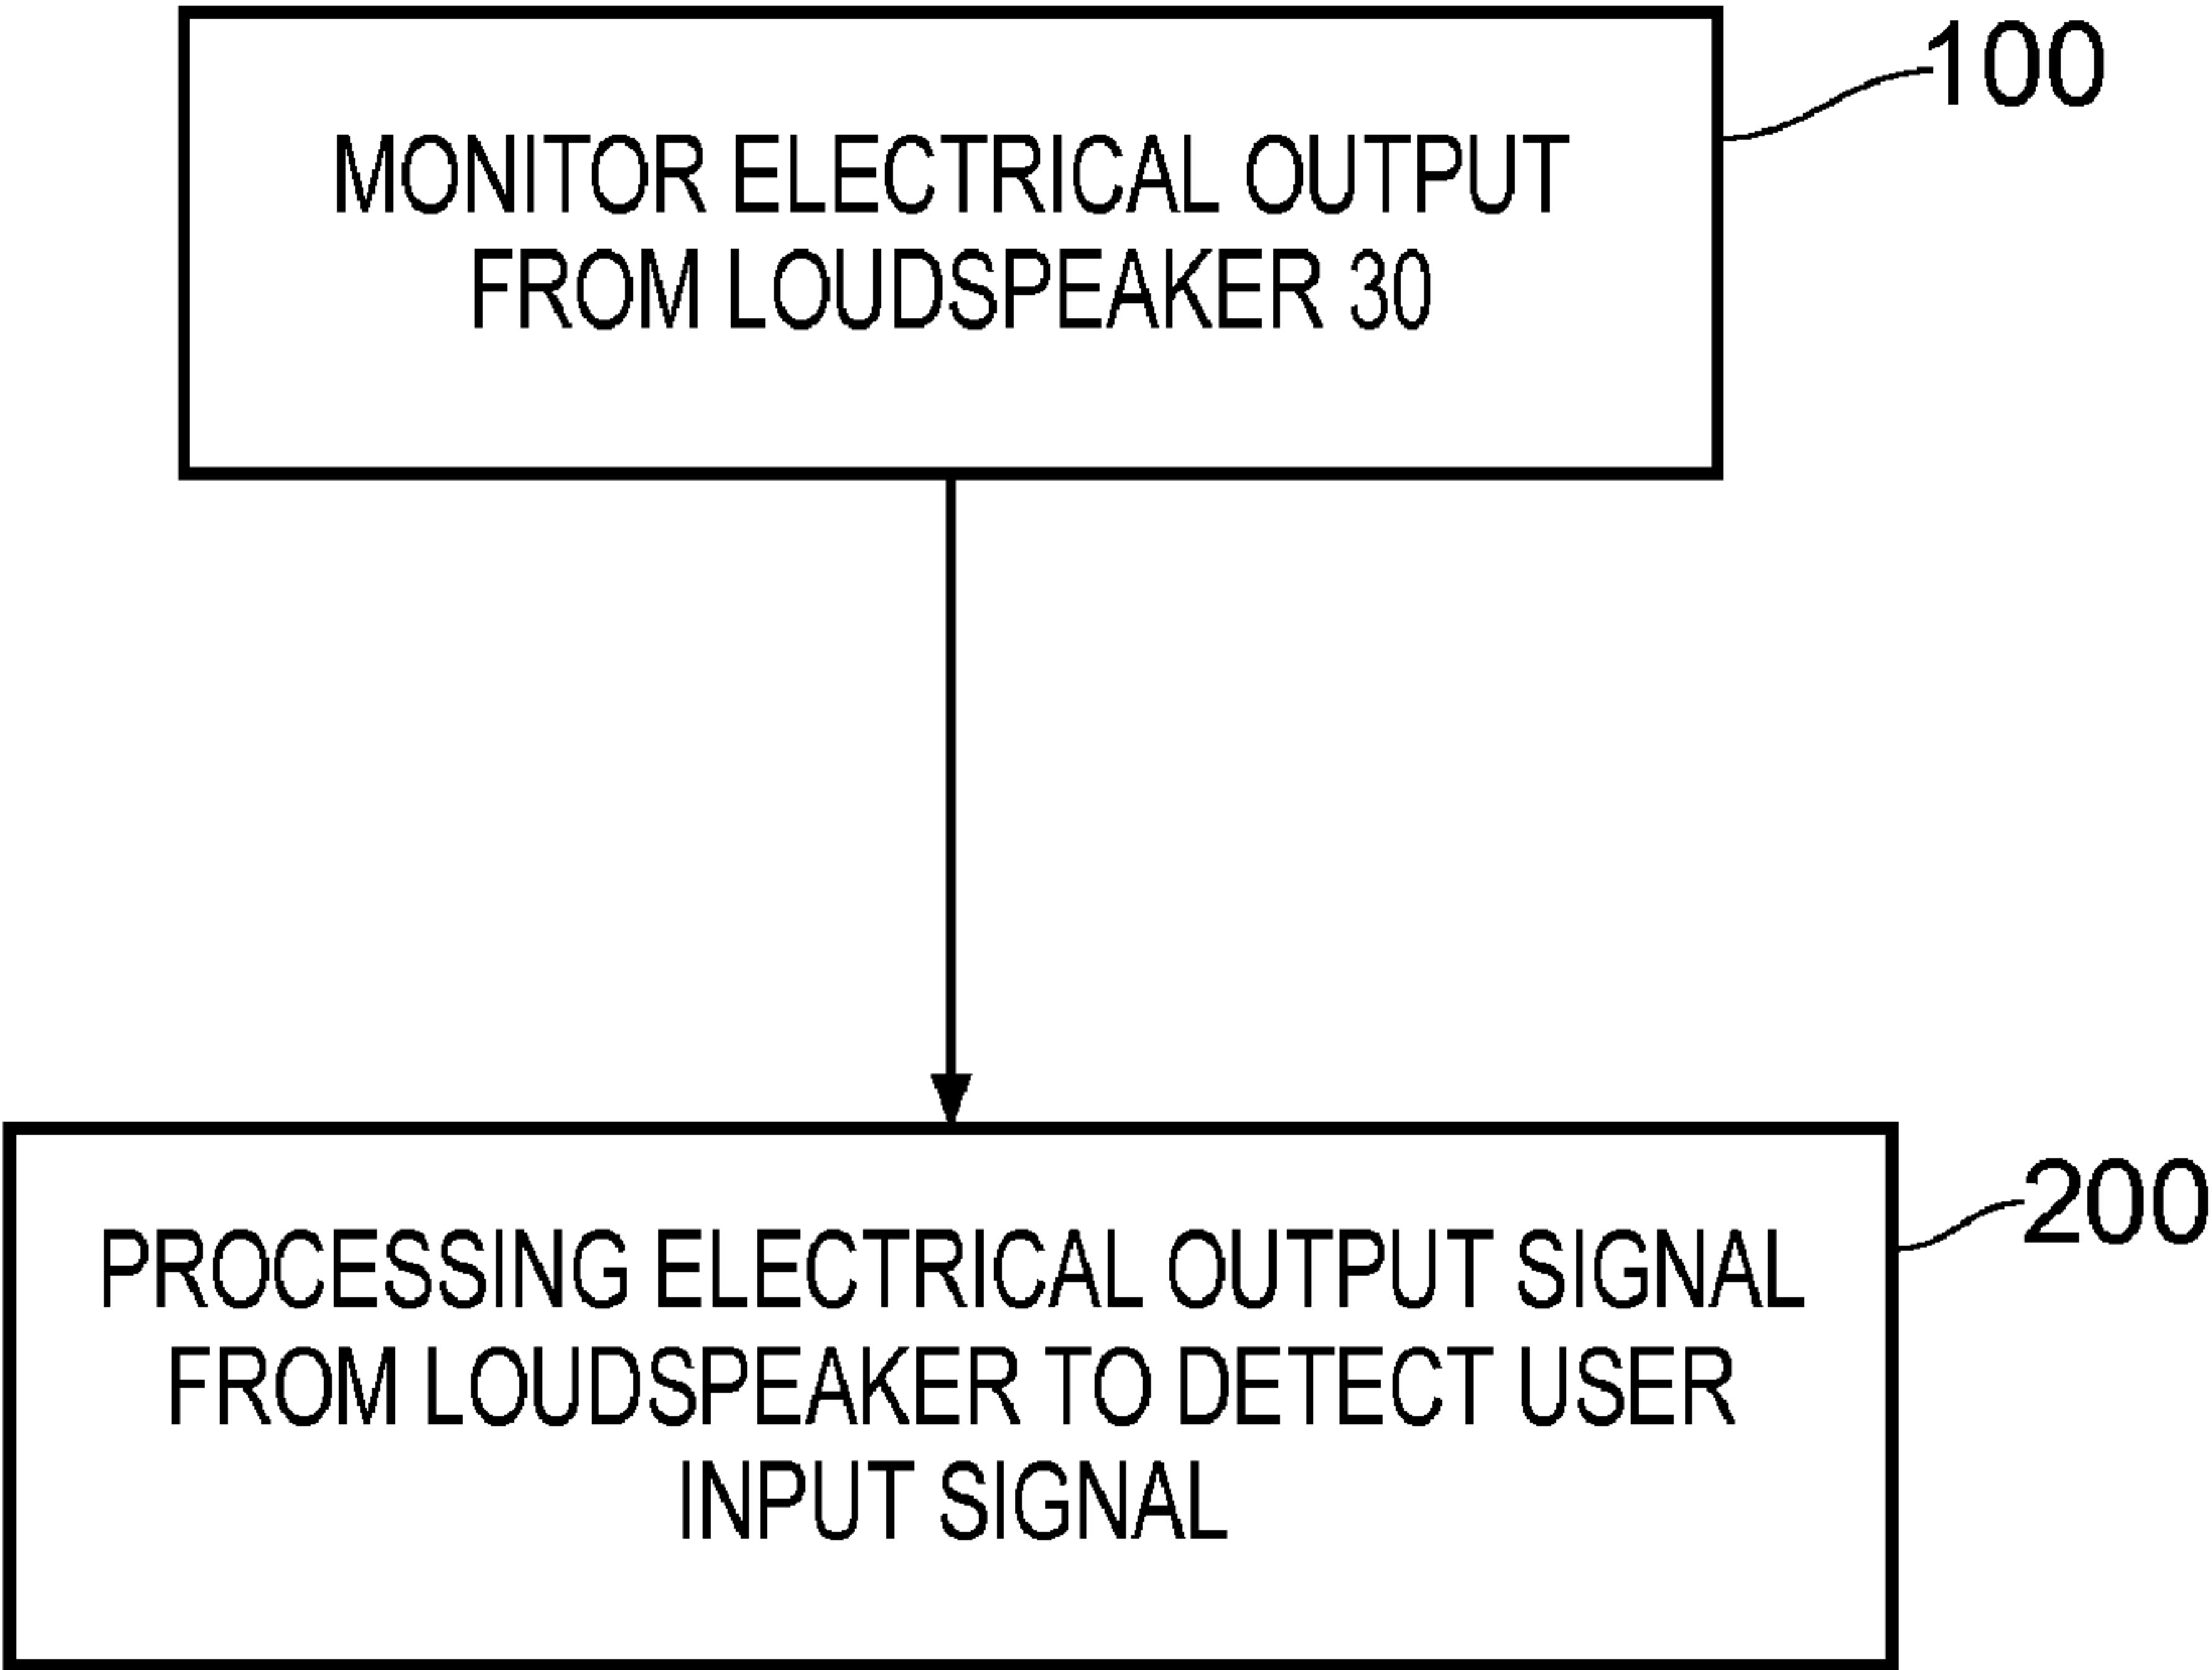 100
MONITOR ELECTRICAL OUTPUT
FROM LOUDSPEAKER 30
200
PROCESSING ELECTRICAL OUTPUT SIGNAL
FROM LOUDSPEAKER TO DETECT USER
INPUT SIGNAL